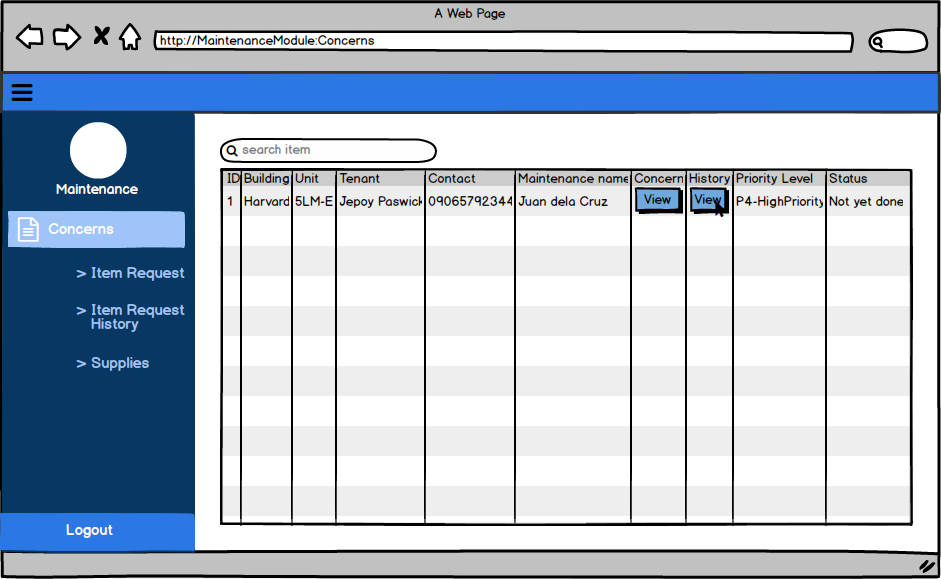 A Web Page
http://MaintenanceModule:Concerns
search item
Maintenance
Concerns
> Item Request
> Item Request
History
> Supplies
Logout
ID Building Unit Tenant Contact Maintenance name Concern History Priority Level Status
1 Harvard 5LM-E Jepoy Paswick 09065792344 Juan dela Cruz View View P4-HighPriority Not yet done